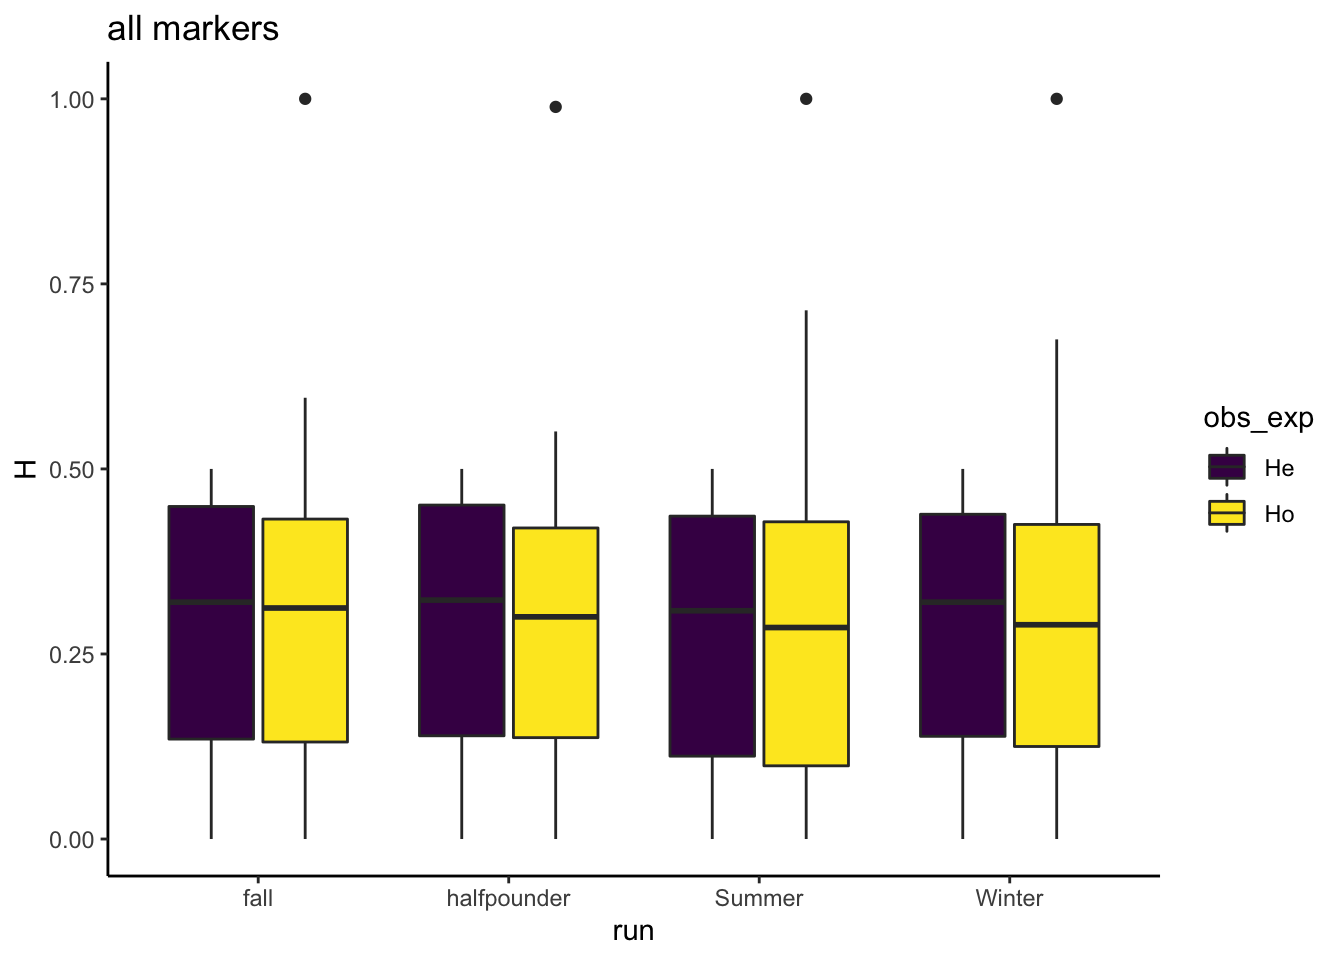 all markers
1.00
0.75
0.50
0.25
0.00
H
fall halfpounder Summer Winter
run
obs_exp
He
Ho